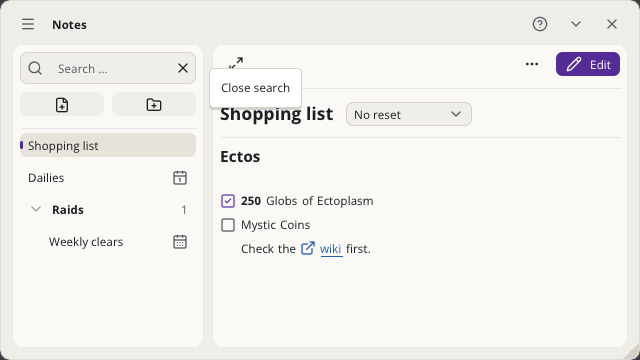 Notes
Search ...
Close search
Edit
Shopping list
Dailies
Raids 1
Weekly clears
Shopping list No reset
Ectos
250 Globs of Ectoplasm
Mystic Coins
Check the wiki first.